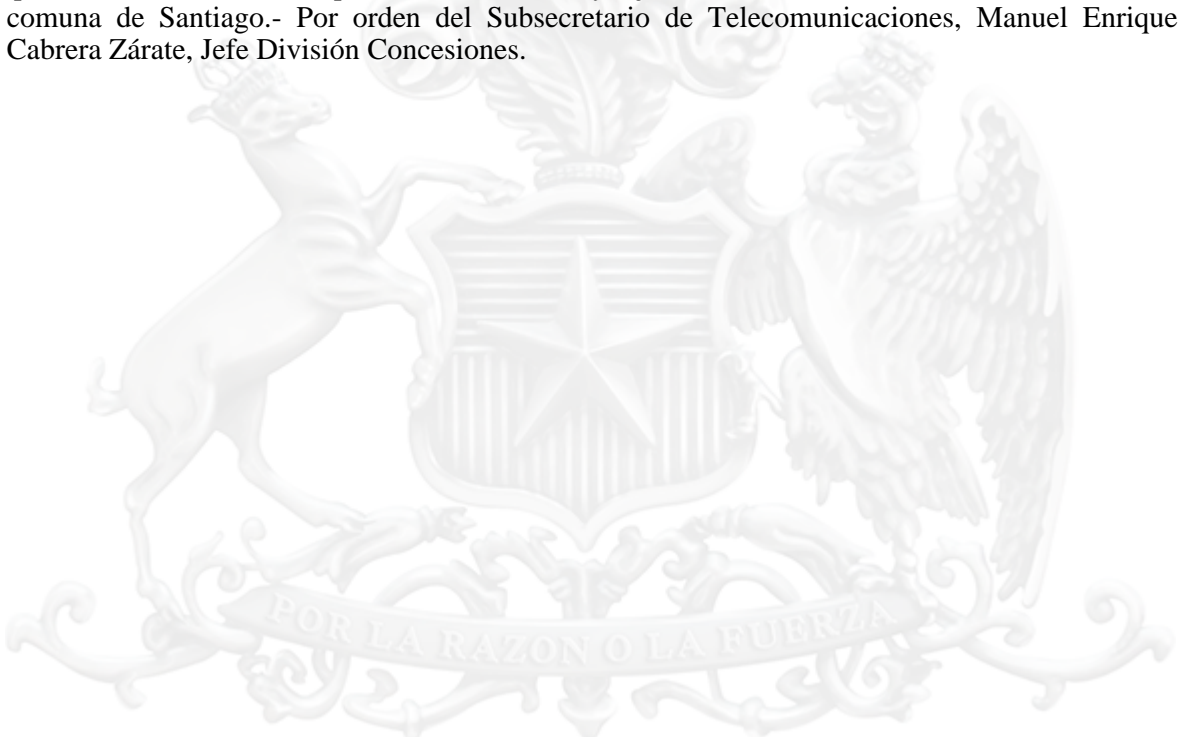 comuna de Santiago.- Por orden del Subsecretario de Telecomunicaciones, Manuel Enrique
Cabrera Zárate, Jefe División Concesiones.
POR LA RAZON O LA FUERZA